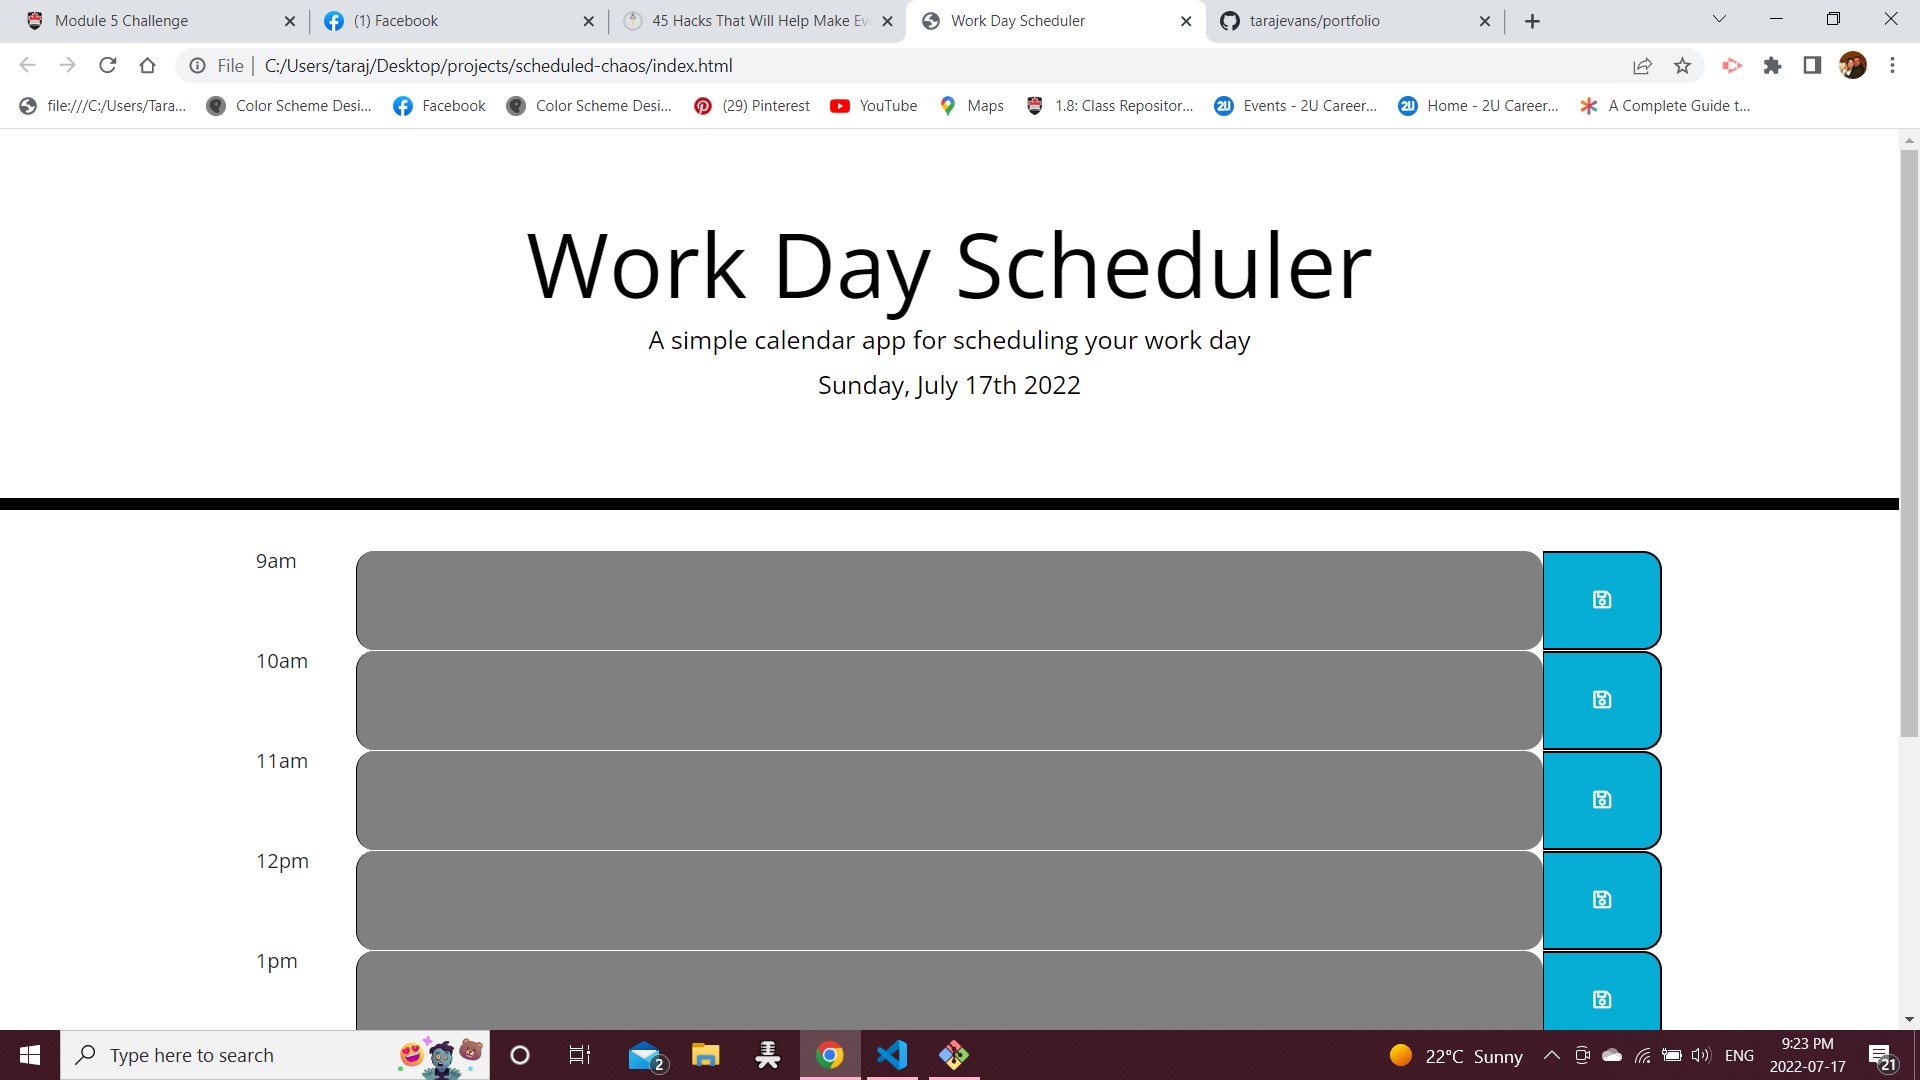 Module 5 Challenge
(1) Facebook
45 Hacks That Will Help Make Ev
Work Day Scheduler
tarajevans/portfolio
File
C:/Users/taraj/Desktop/projects/scheduled-chaos/index.html
file:///C:/Users/Tara...
Color Scheme Desi...
Facebook
Color Scheme Desi...
(29) Pinterest
YouTube
Maps
1.8: Class Repositor...
2U
Events - 2U Career...
2U
Home - 2U Career...
A Complete Guide t...
Work Day Scheduler
A simple calendar app for scheduling your work day
Sunday, July 17th 2022
9am
10am
11am
12pm
1pm
Type here to search
2
22°C Sunny
ENG
9:23 PM
2022-07-17
21